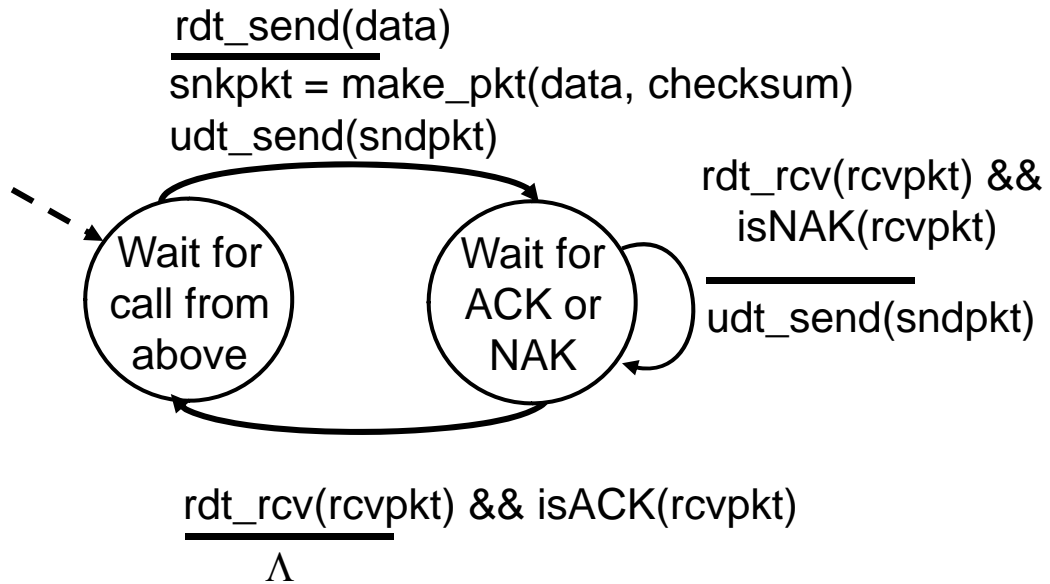 rdt_send(data)
snkpkt = make_pkt(data, checksum)
udt_send(sndpkt)
rdt_rcv(rcvpkt) &&
isNAK(rcvpkt)
udt_send(sndpkt)
Wait for
call from
above
Wait for
ACK or
NAK
rdt_rcv(rcvpkt) && isACK(rcvpkt)
Λ